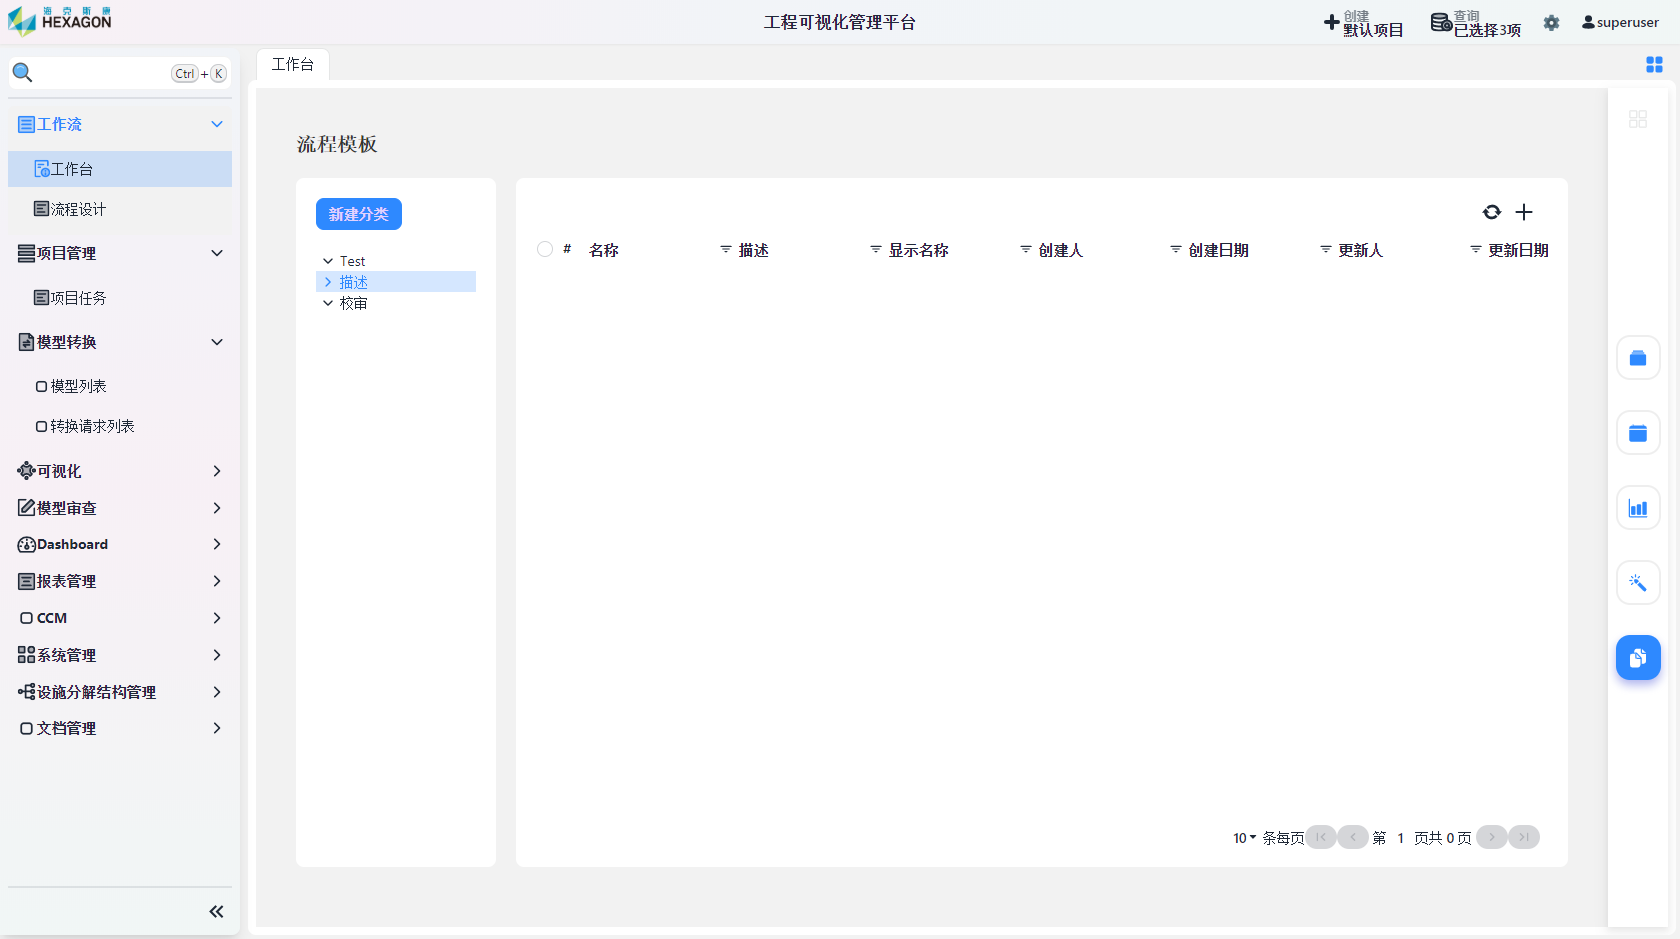 海克斯康
HEXAGON
工程可视化管理平台
创建
默认项目
查询
已选择3项
superuser
Ctrl + K
工作台
工作流
工作台
流程设计
项目管理
项目任务
模型转换
模型列表
转换请求列表
可视化
模型审查
Dashboard
报表管理
CCM
系统管理
设施分解结构管理
文档管理
流程模板
新建分类
Test
描述
校审
# 名称 描述 显示名称 创建人 创建日期 更新人 更新日期
10 条每页 第 1 页共 0 页